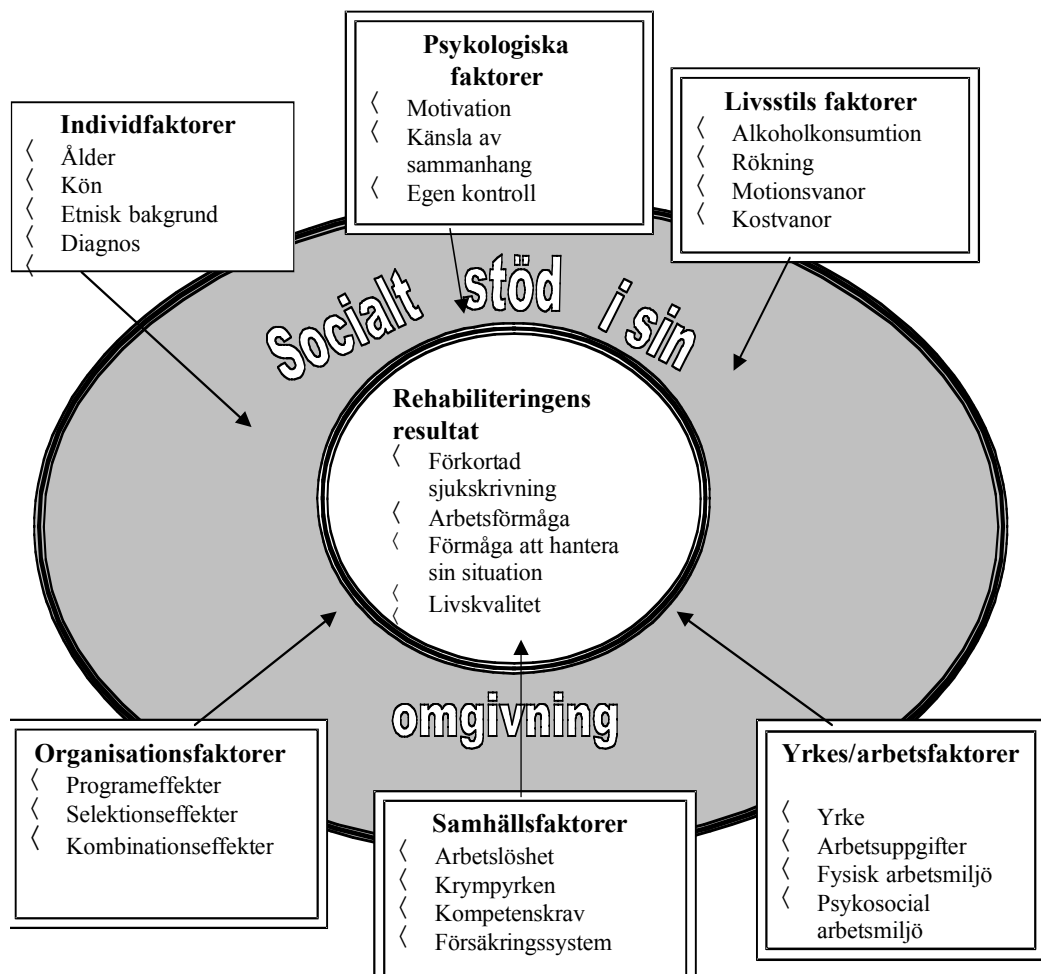 Psykologiska
faktorer
〈 Motivation
〈 Känsla av
sammanhang
〈 Egen kontroll
Livsstils faktorer
〈 Alkoholkonsumtion
〈 Rökning
〈 Motionsvanor
〈 Kostvanor
Individfaktorer
〈 Ålder
〈 Kön
〈 Etnisk bakgrund
〈 Diagnos
〈
Socialt stöd i sin
Rehabiliteringens
resultat
〈 Förkortad
sjukskrivning
〈 Arbetsförmåga
〈 Förmåga att hantera
sin situation
〈 Livskvalitet
〈
omgivning
Organisationsfaktorer
〈 Programeffekter
〈 Selektionseffekter
〈 Kombinationseffekter
Samhällsfaktorer
〈 Arbetslöshet
〈 Krympyrken
〈 Kompetenskrav
〈 Försäkringssystem
Yrkes/arbetsfaktorer
〈 Yrke
〈 Arbetsuppgifter
〈 Fysisk arbetsmiljö
〈 Psykosocial
arbetsmiljö